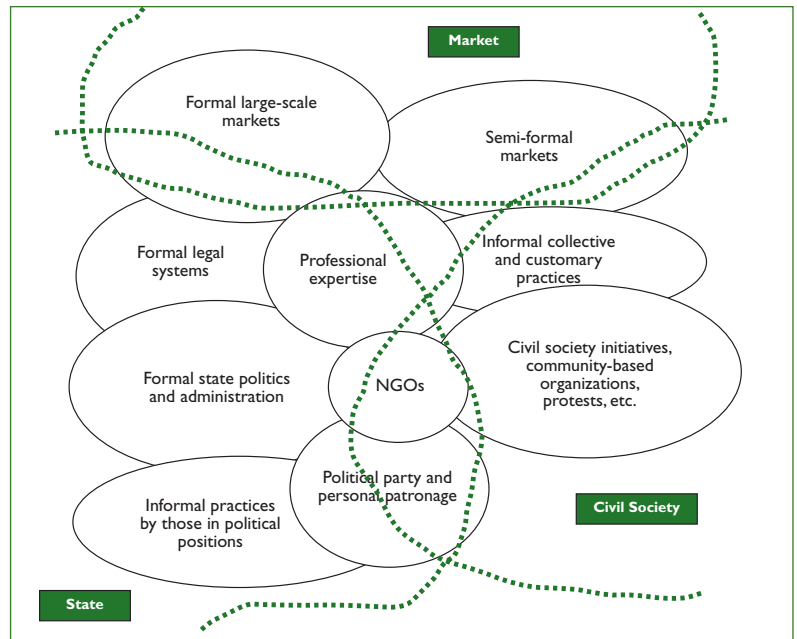 Market
Formal large-scale
markets
Semi-formal
markets
Formal legal
systems
Professional
expertise
Informal collective
and customary
practices
Formal state politics
and administration
NGOs
Civil society initiatives,
community-based
organizations,
protests, etc.
Informal practices
by those in political
positions
Political party and
personal patronage
Civil Society
State